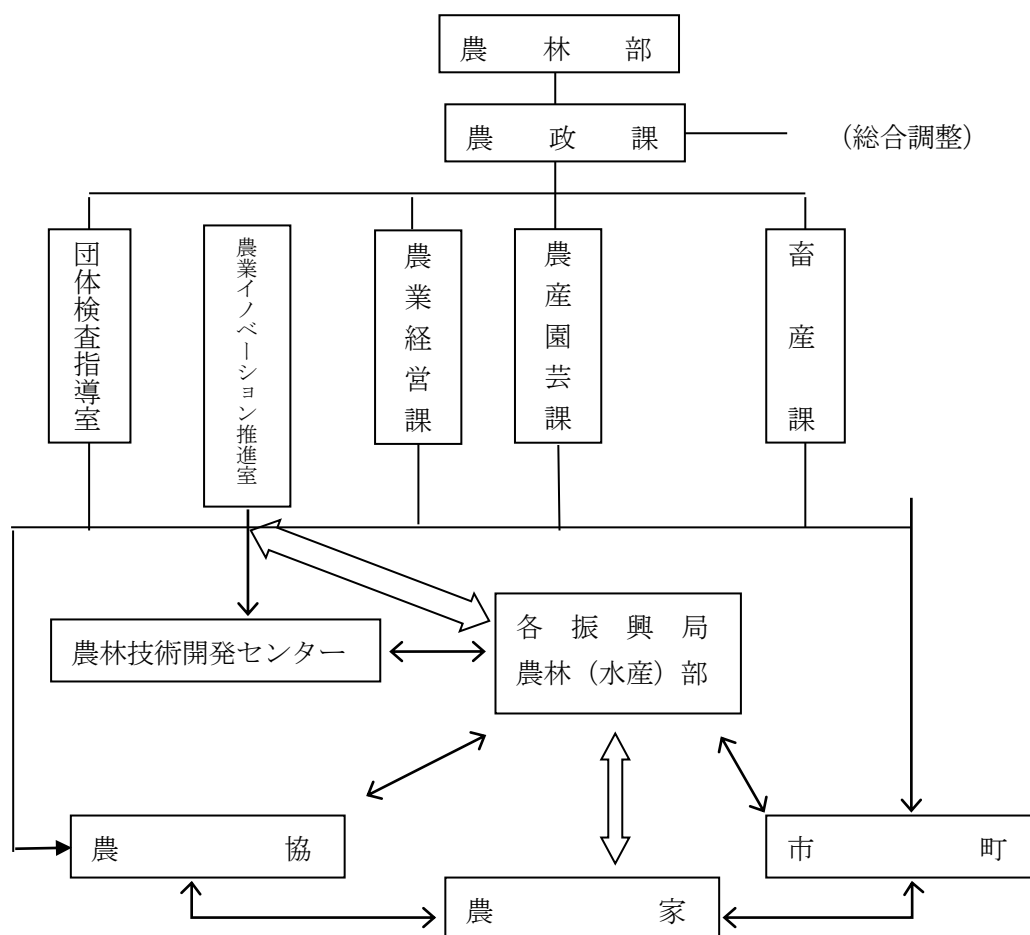 農林部
農政課
（総合調整）
団体検査指導室
農業イノベーション推進室
農業経営課
農産園芸課
畜産課
農林技術開発センター
各振興局
農林（水産）部
農協
市町
農家